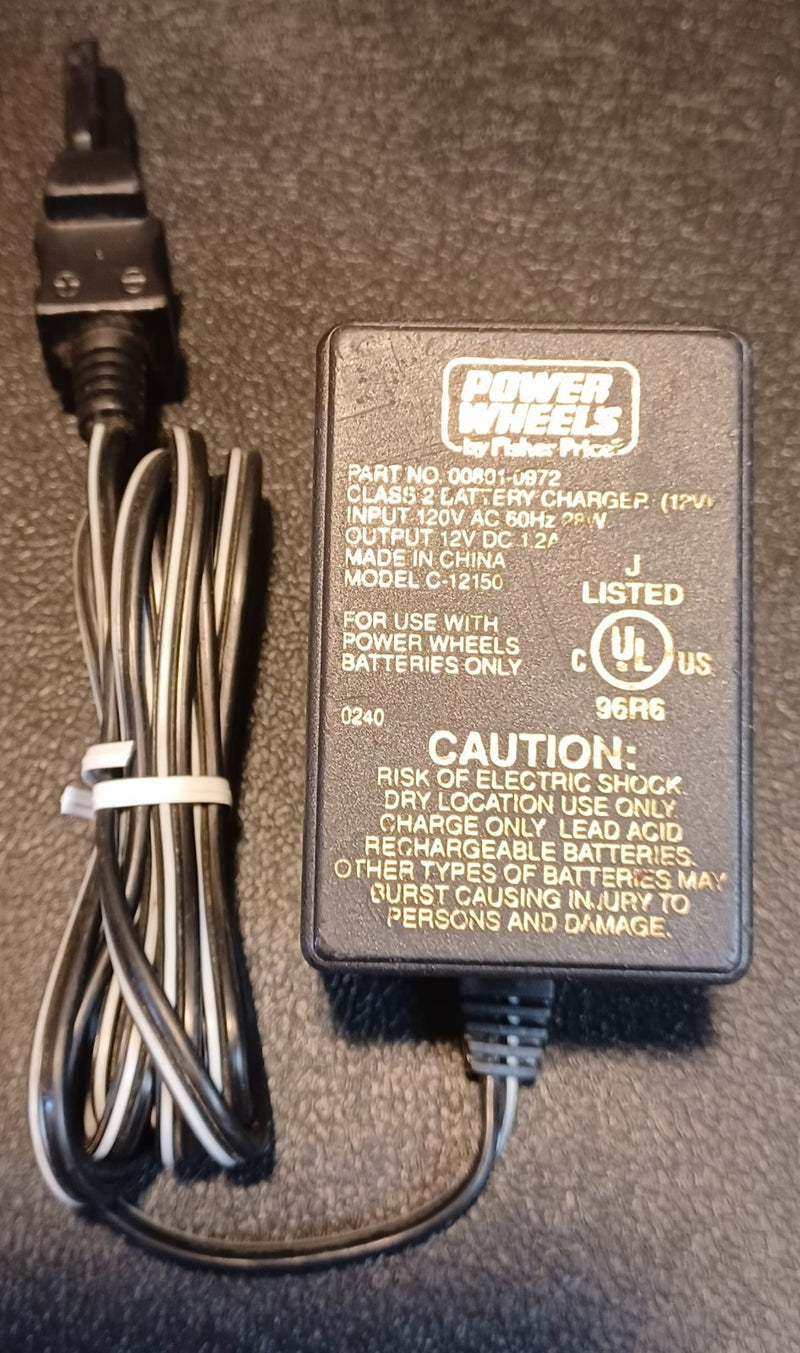 POWER
WHEELS
by Fisher-Price
PART NO. 00801-0972
CLASS 2 BATTERY CHARGER (12V)
INPUT 120V AC 60Hz 28W
OUTPUT 12V DC 1.2A
MADE IN CHINA
MODEL C-12150
FOR USE WITH
POWER WHEELS
BATTERIES ONLY
0240
J
LISTED
C UL US
96R6
CAUTION:
RISK OF ELECTRIC SHOCK.
DRY LOCATION USE ONLY.
CHARGE ONLY LEAD ACID
RECHARGEABLE BATTERIES.
OTHER TYPES OF BATTERIES MAY
BURST CAUSING INJURY TO
PERSONS AND DAMAGE.